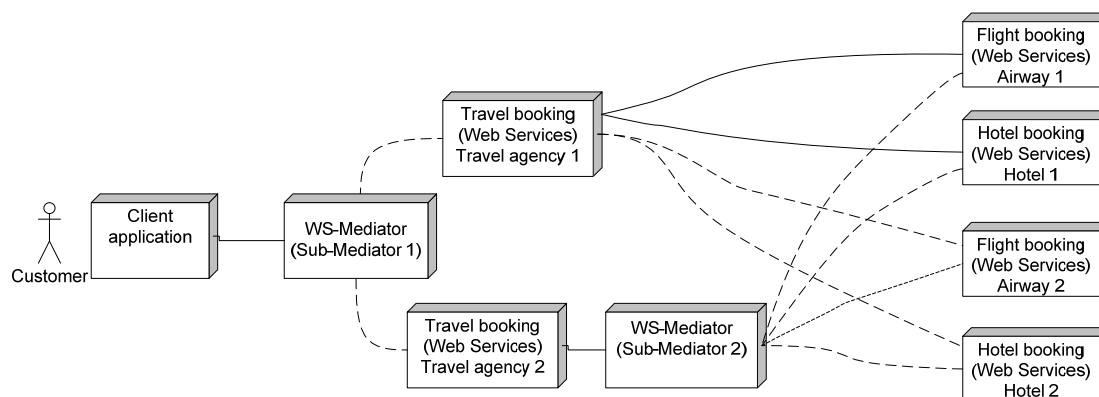 Customer
Client
application
WS-Mediator
(Sub-Mediator 1)
Travel booking
(Web Services)
Travel agency 1
Travel booking
(Web Services)
Travel agency 2
WS-Mediator
(Sub-Mediator 2)
Flight booking
(Web Services)
Airway 1
Hotel booking
(Web Services)
Hotel 1
Flight booking
(Web Services)
Airway 2
Hotel booking
(Web Services)
Hotel 2